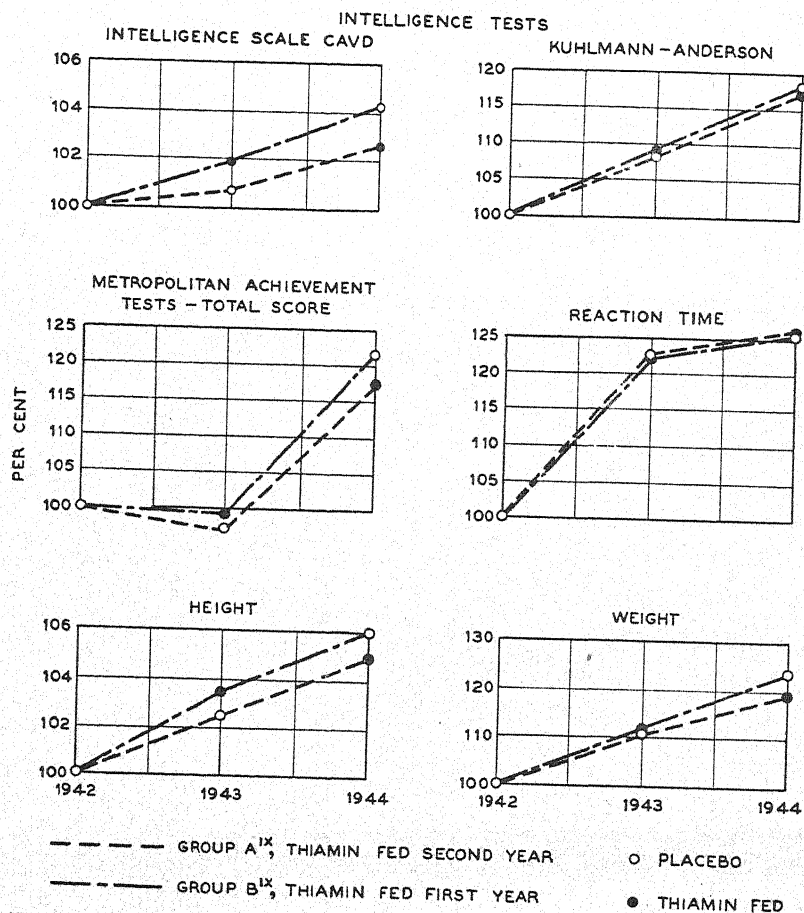 INTELLIGENCE TESTS
INTELLIGENCE SCALE CAVD
106
104
102
100
KUHLMANN-ANDERSON
120
115
110
105
100
METROPOLITAN ACHIEVEMENT
TESTS - TOTAL SCORE
125
120
115
110
105
100
PER CENT
REACTION TIME
125
120
115
110
105
100
HEIGHT
106
104
102
100
1942 1943 1944
WEIGHT
130
120
110
100
1942 1943 1944
GROUP A^IX, THIAMIN FED SECOND YEAR
GROUP B^IX, THIAMIN FED FIRST YEAR
PLACEBO
THIAMIN FED